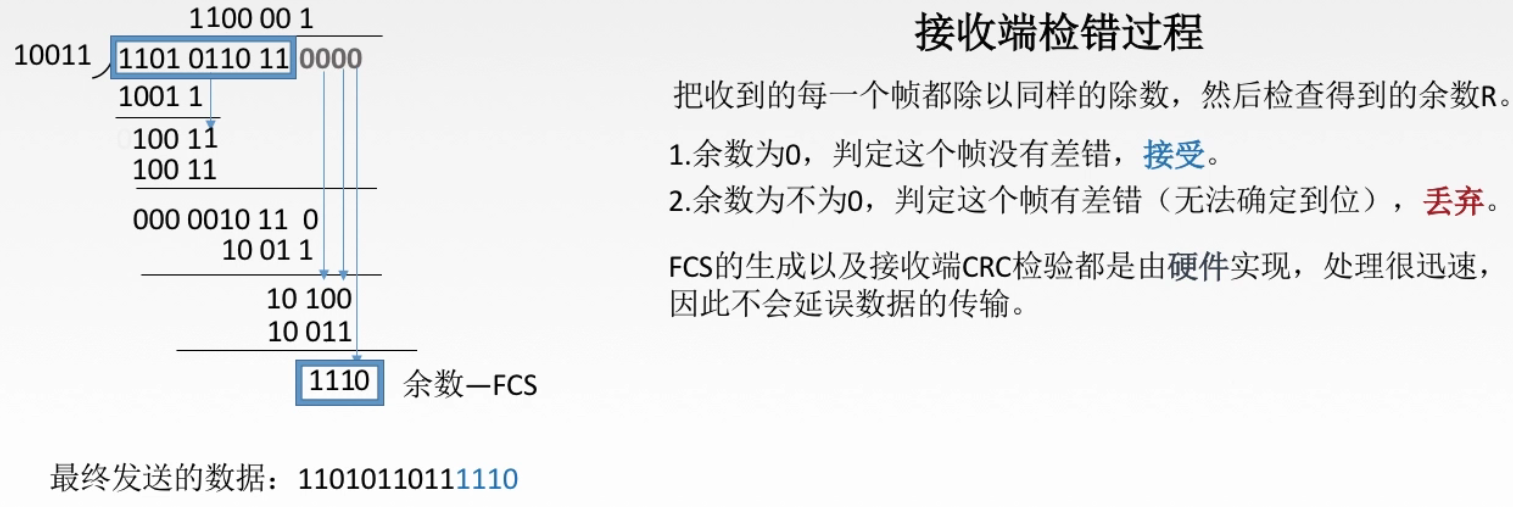 1100 00 1
10011
1101 0110 11 0000
1001 1
100 11
100 11
000 0010 11 0
10 01 1
10 100
10 011
1110 余数—FCS
最终发送的数据：11010110111110
接收端检错过程
把收到的每一个帧都除以同样的除数，然后检查得到的余数R。
1.余数为0，判定这个帧没有差错，接受。
2.余数为不为0，判定这个帧有差错（无法确定到位），丢弃。
FCS的生成以及接收端CRC检验都是由硬件实现，处理很迅速，
因此不会延误数据的传输。